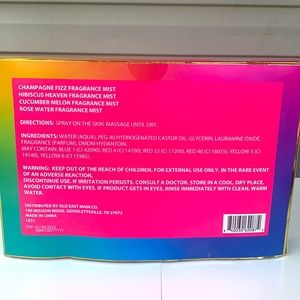 CHAMPAGNE FIZZ FRAGRANCE MIST
HIBISCUS HEAVEN FRAGRANCE MIST
CUCUMBER MELON FRAGRANCE MIST
ROSE WATER FRAGRANCE MIST
DIRECTIONS: SPRAY ON THE SKIN. MASSAGE UNTIL DRY.
INGREDIENTS: WATER (AQUA), PEG-40 HYDROGENATED CASTOR OIL, GLYCERIN, LAURAMINE OXIDE,
FRAGRANCE (PARFUM), DMDM HYDANTOIN.
MAY CONTAIN: BLUE 1 (CI 42090), RED 4 (CI 14700), RED 33 (CI 17200), RED 40 (CI 16035), YELLOW 5 (CI
19140), YELLOW 6 (CI 15985).
WARNING: KEEP OUT OF THE REACH OF CHILDREN. FOR EXTERNAL USE ONLY. IN THE RARE EVENT
OF AN ADVERSE REACTION,
DISCONTINUE USE. IF IRRITATION PERSISTS, CONSULT A DOCTOR. STORE IN A COOL, DRY PLACE.
AVOID CONTACT WITH EYES. IF PRODUCT GETS IN EYES, RINSE IMMEDIATELY WITH CLEAN, WARM
WATER.
DISTRIBUTED BY OLD EAST MAIN CO.
100 MISSION RIDGE, GOODLETTSVILLE, TN 37072
MADE IN CHINA
EXP
(MM/DD/YYYY)